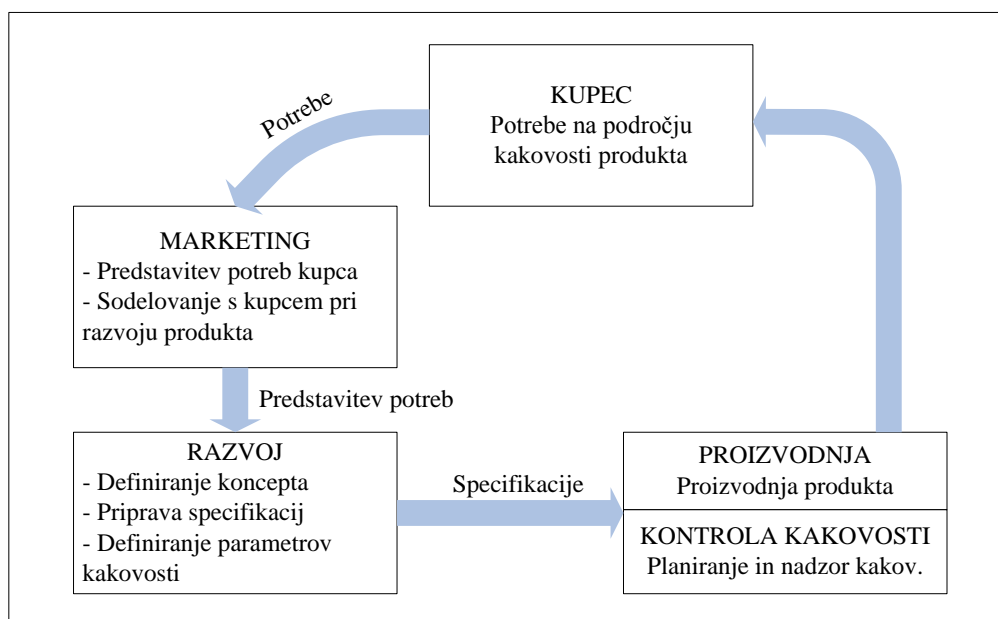 KUPEC
Potrebe na področju
kakovosti produkta
Potrebe
MARKETING
- Predstavitev potreb kupca
- Sodelovanje s kupcem pri
razvoju produkta
Predstavitev potreb
RAZVOJ
- Definiranje koncepta
- Priprava specifikacij
- Definiranje parametrov
kakovosti
Specifikacije
PROIZVODNJA
Proizvodnja produkta
KONTROLA KAKOVOSTI
Planiranje in nadzor kakov.